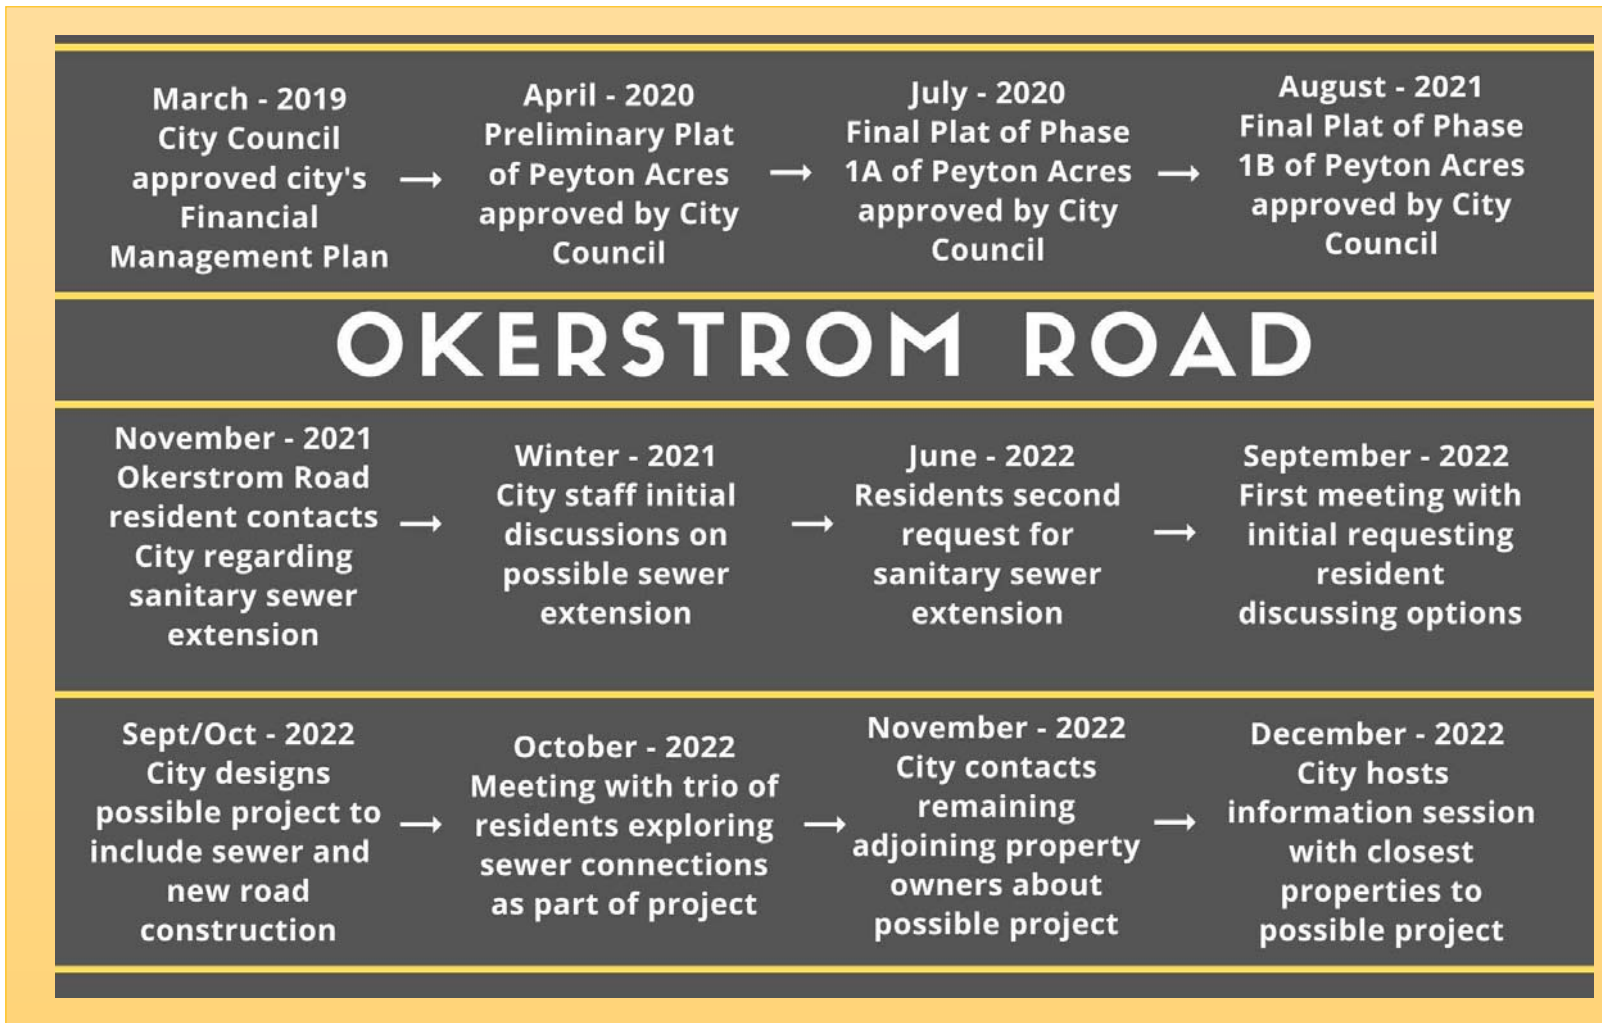 March - 2019
City Council
approved city's
Financial
Management Plan
April - 2020
Preliminary Plat
of Peyton Acres
approved by City
Council
July - 2020
Final Plat of Phase
1A of Peyton Acres
approved by City
Council
August - 2021
Final Plat of Phase
1B of Peyton Acres
approved by City
Council
OKERSTROM ROAD
November - 2021
Okerstrom Road
resident contacts
City regarding
sanitary sewer
extension
Winter - 2021
City staff initial
discussions on
possible sewer
extension
June - 2022
Residents second
request for
sanitary sewer
extension
September - 2022
First meeting with
initial requesting
resident
discussing options
Sept/Oct - 2022
City designs
possible project to
include sewer and
new road
construction
October - 2022
Meeting with trio of
residents exploring
sewer connections
as part of project
November - 2022
City contacts
remaining
adjoining property
owners about
possible project
December - 2022
City hosts
information session
with closest
properties to
possible project